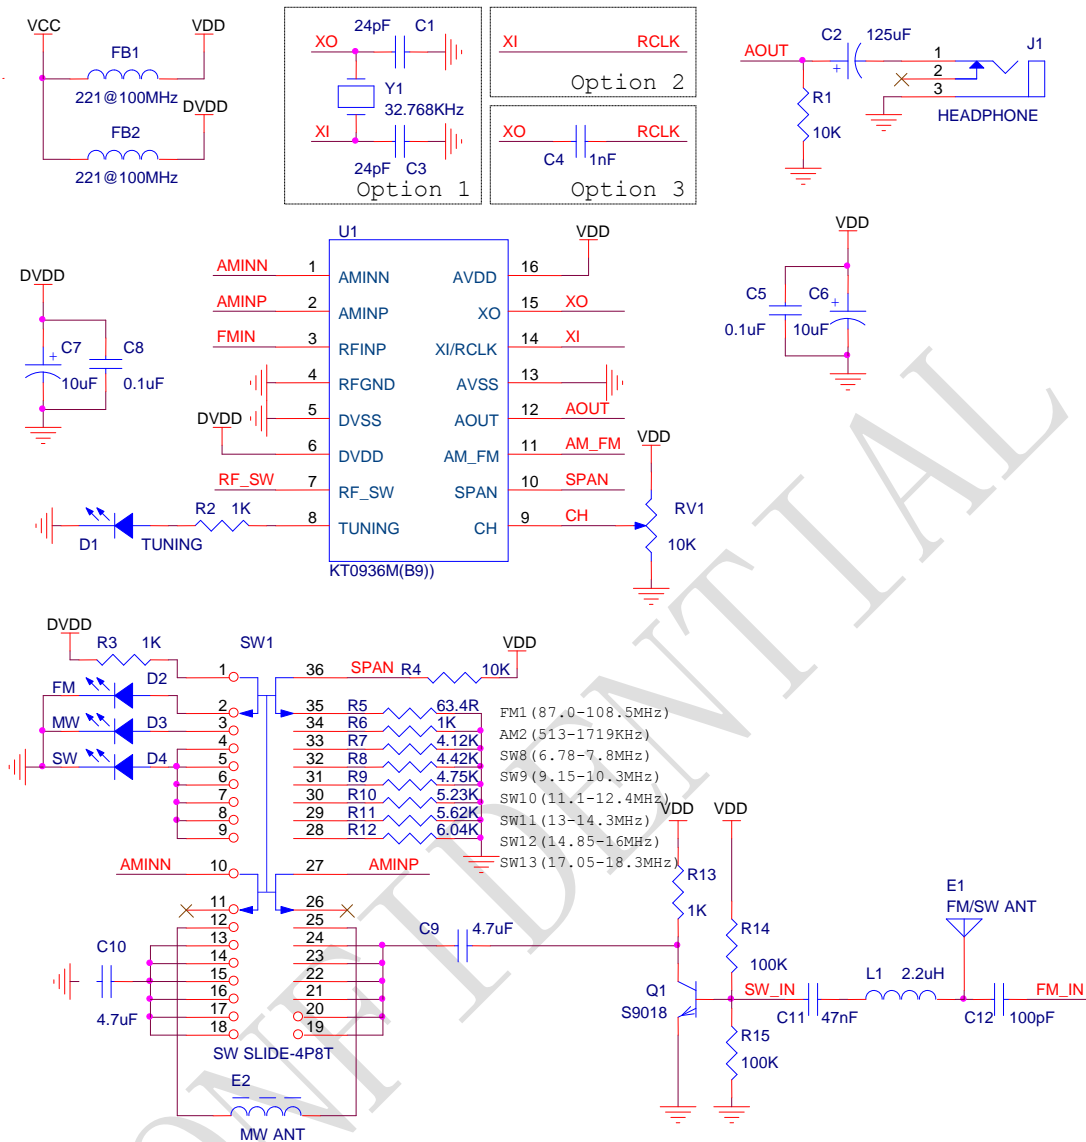 VCC
VDD
FB1
221@100MHz
DVDD
FB2
221@100MHz
24pF C1
XO
Y1
32.768KHz
XI
24pF C3
Option 1
XI RCLK
Option 2
XO RCLK
C4 1nF
Option 3
AOUT
C2 125uF
+
R1
10K
1
2
3
J1
HEADPHONE
DVDD
+
C7
10uF
C8
0.1uF
U1
AMINN 1 AMINN
AMINP 2 AMINP
FMIN 3 RFINP
4 RFGND
5 DVSS
DVDD
6 DVDD
RF_SW 7 RF_SW
8 TUNING
R2 1K
D1 TUNING
VDD
AVDD 16
XO 15 XO
XI/RCLK 14 XI
AVSS 13
AOUT 12 AOUT
AM_FM 11 AM_FM
SPAN 10 SPAN
CH 9 CH
KT0936M(B9))
VDD
RV1
10K
VDD
C5
0.1uF
C6
10uF
+
DVDD
R3 1K
SW1
1
FM D2
2
MW D3
3
4
SW D4
5
6
7
8
9
36 SPAN R4 10K
VDD
35 R5 63.4R
34 R6 1K
33 R7 4.12K
32 R8 4.42K
31 R9 4.75K
30 R10 5.23K
29 R11 5.62K
28 R12 6.04K
FM1(87.0-108.5MHz)
AM2(513-1719KHz)
SW8(6.78-7.8MHz)
SW9(9.15-10.3MHz)
SW10(11.1-12.4MHz)
SW11(13-14.3MHz)
SW12(14.85-16MHz)
SW13(17.05-18.3MHz)
AMINN 10
27 AMINP
11
12
13
14
15
16
17
18
26
25
24
23
22
21
20
19
C10
4.7uF
SW SLIDE-4P8T
E2
MW ANT
C9 4.7uF
VDD
R13
1K
VDD
R14
100K
Q1
S9018
R15
100K
SW_IN
C11 47nF
L1 2.2uH
E1
FM/SW ANT
C12 100pF
FM_IN
CONFIDENTIAL